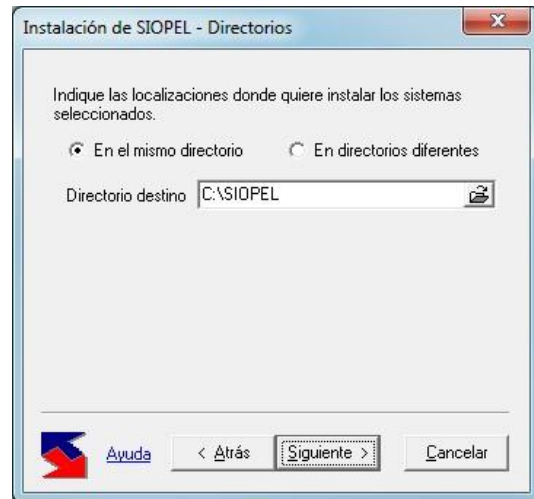 Instalación de SIOPEL - Directorios
Indique las localizaciones donde quiere instalar los sistemas
seleccionados.
En el mismo directorio En directorios diferentes
Directorio destino C:\SIOPEL
Ayuda < Atrás Siguiente > Cancelar